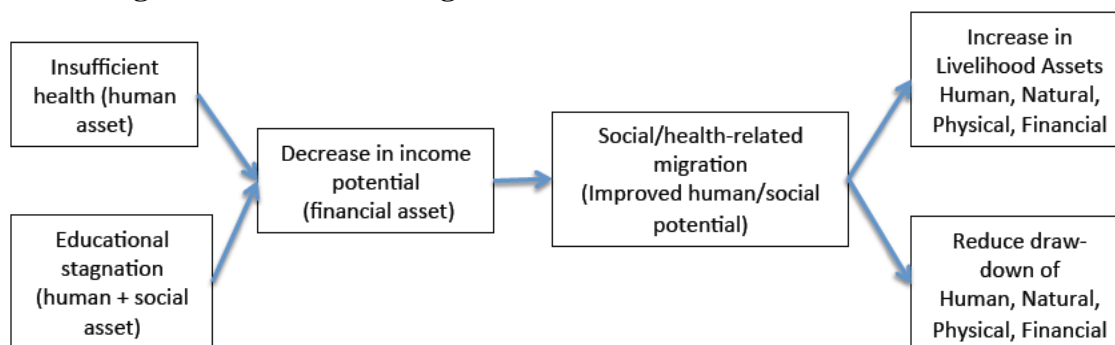 Insufficient
health (human
asset)
Educational
stagnation
(human + social
asset)
Decrease in income
potential
(financial asset)
Social/health-related
migration
(Improved human/social
potential)
Increase in
Livelihood Assets
Human, Natural,
Physical, Financial
Reduce draw-
down of
Human, Natural,
Physical, Financial